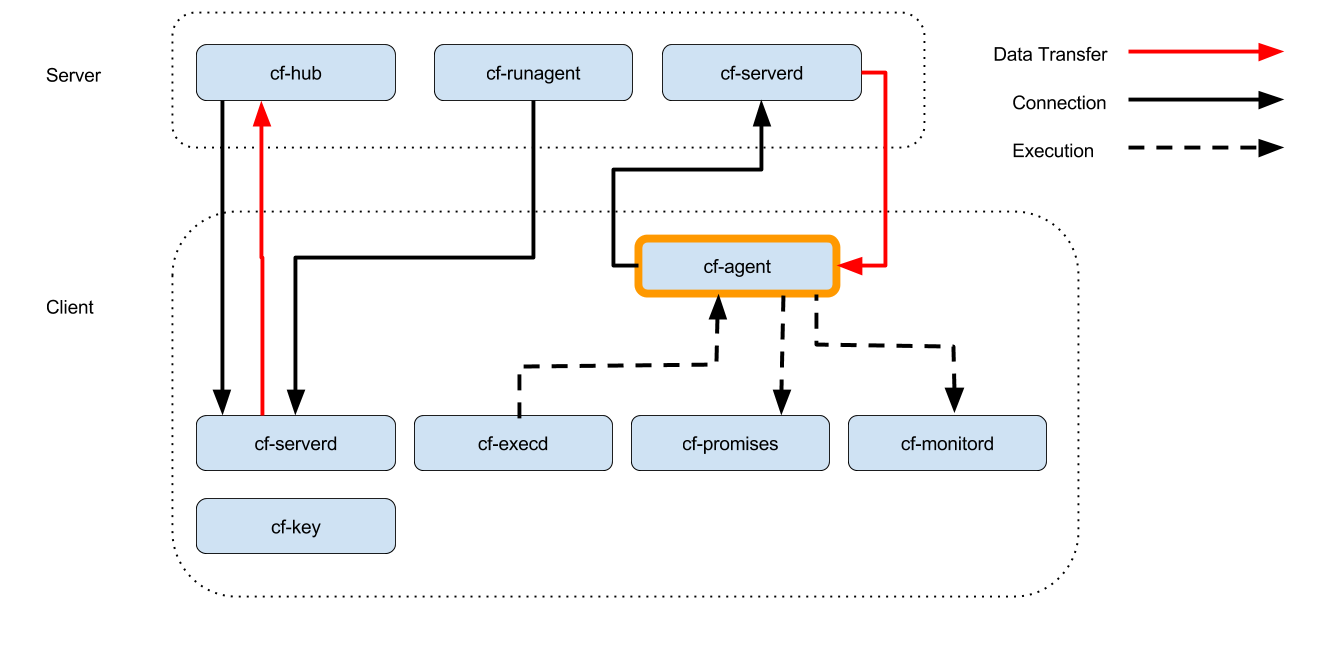 Server
cf-hub
cf-runagent
cf-serverd
Data Transfer
Connection
Execution
Client
cf-agent
cf-serverd
cf-execd
cf-promises
cf-monitord
cf-key